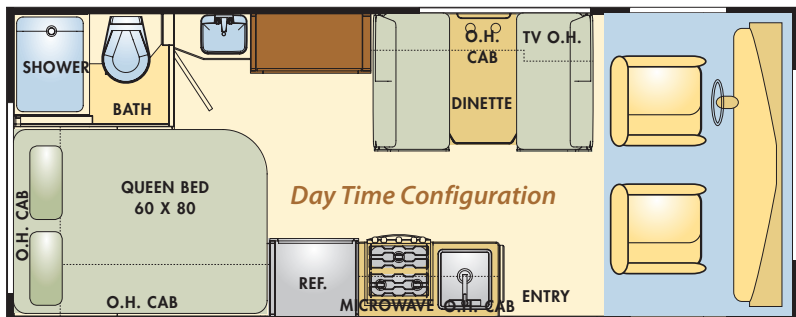 SHOWER
BATH
O.H.
CAB
TV O.H.
DINETTE
QUEEN BED
60 X 80
Day Time Configuration
O.H. CAB
O.H. CAB
REF.
MICROWAVE
O.H. CAB
ENTRY